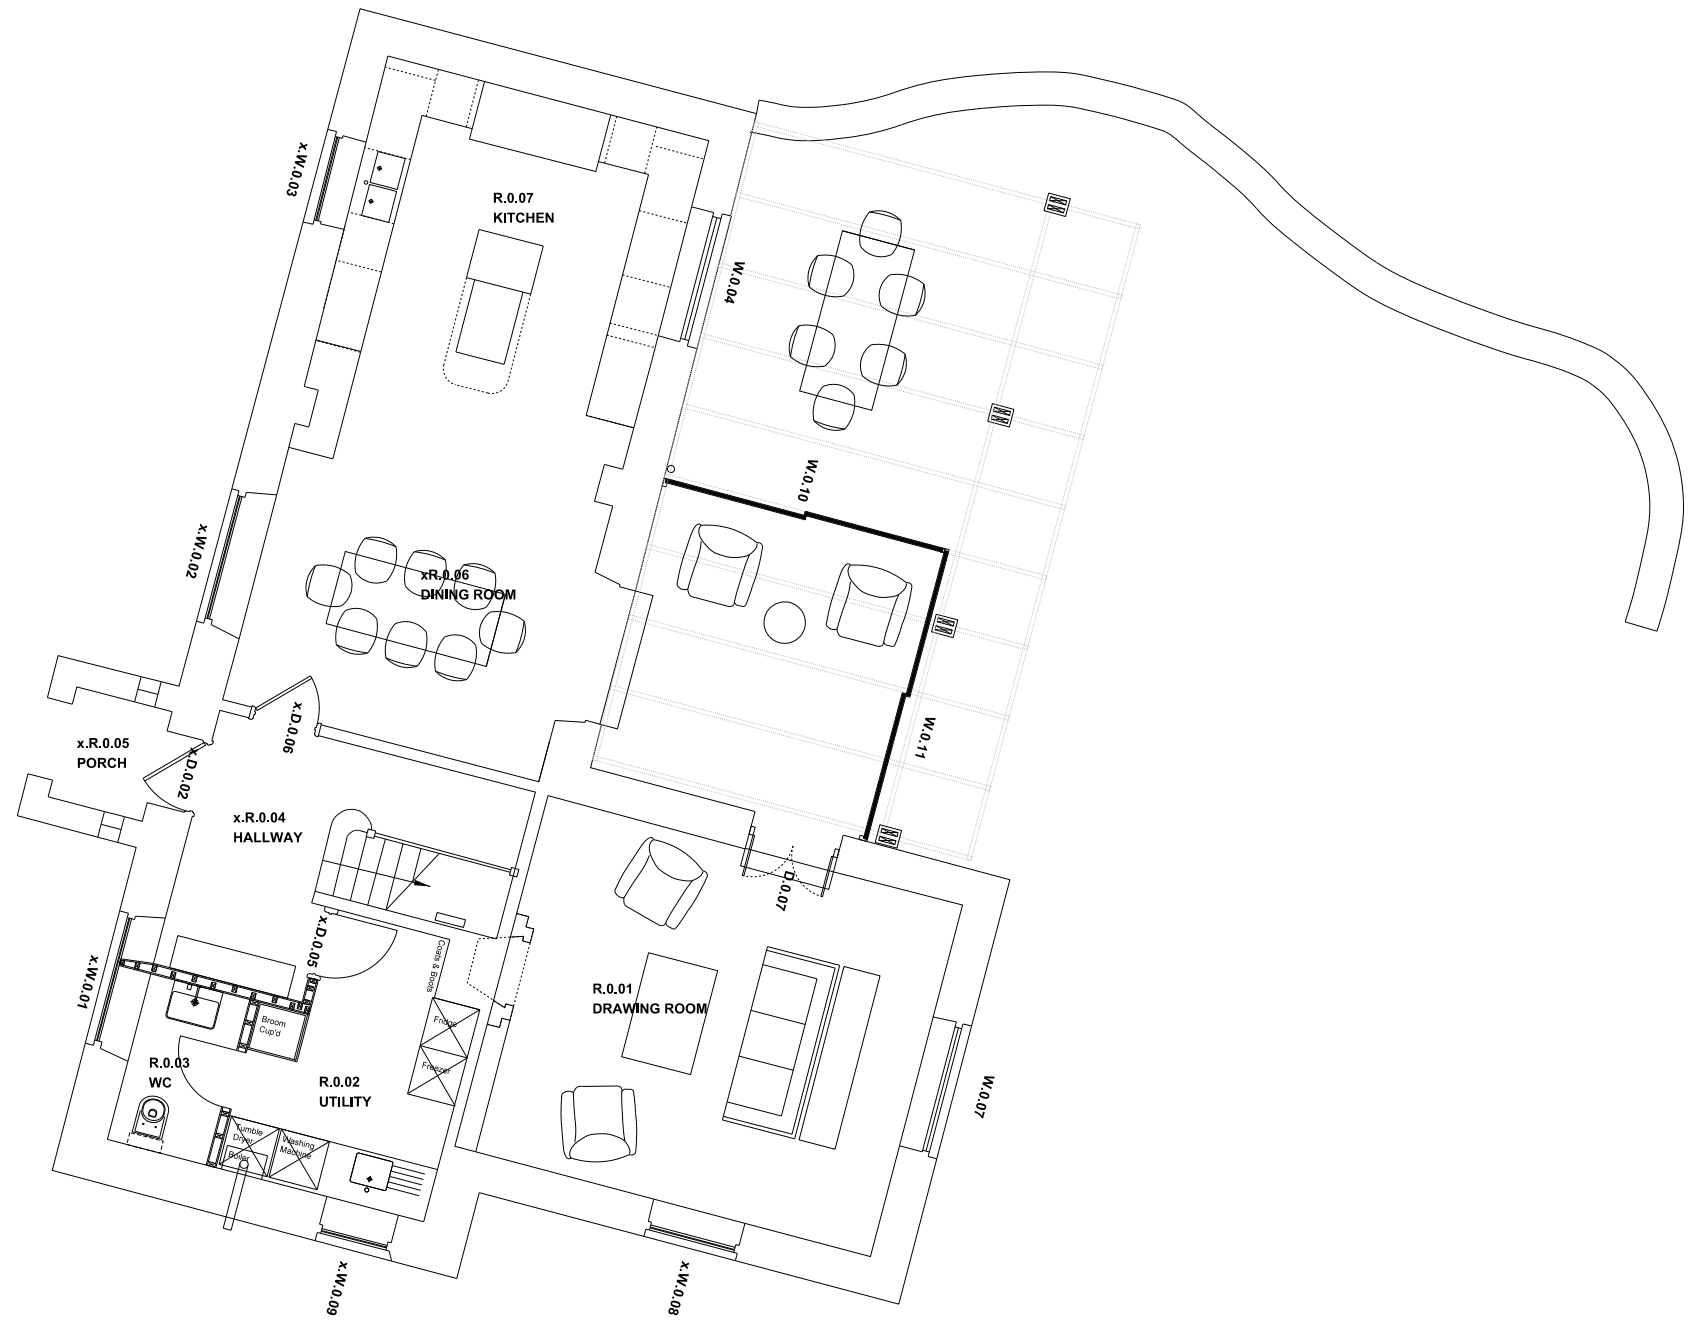 x.W.0.03
R.0.07
KITCHEN
W.0.04
W.0.10
x.W.0.02
xR.0.06
DINING ROOM
x.D.0.06
x.R.0.05
PORCH
x.D.0.02
W.0.11
x.R.0.04
HALLWAY
D.0.07
x.D.0.05
Coats & Boots
x.W.0.01
R.0.01
DRAWING ROOM
Broom
Cup'd
Fridge
Freezer
R.0.03
WC
R.0.02
UTILITY
W.0.07
Tumble
Dryer
Boiler
Washing
Machine
x.W.0.09
x.W.0.08